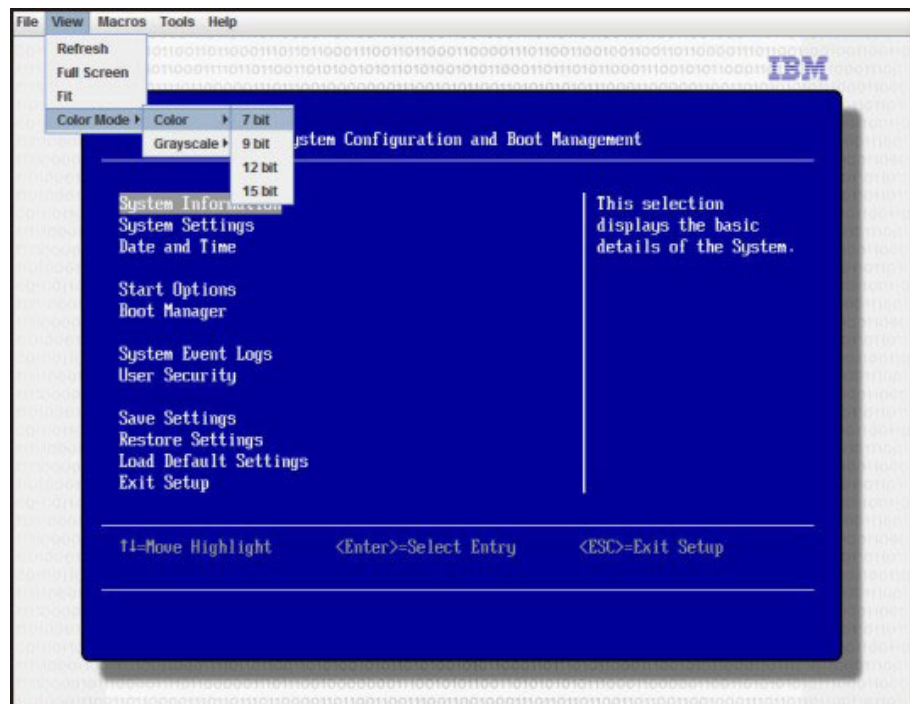 File View Macros Tools Help
Refresh
Full Screen
Fit
Color Mode Color 7 bit
Grayscale 9 bit
12 bit
15 bit
IBM
Configuration and Boot Management
System
System Settings
Date and Time
Start Options
Boot Manager
System Event Logs
User Security
Save Settings
Restore Settings
Load Default Settings
Exit Setup
This selection
displays the basic
details of the System.
↑↓=Move Highlight <Enter>=Select Entry <ESC>=Exit Setup